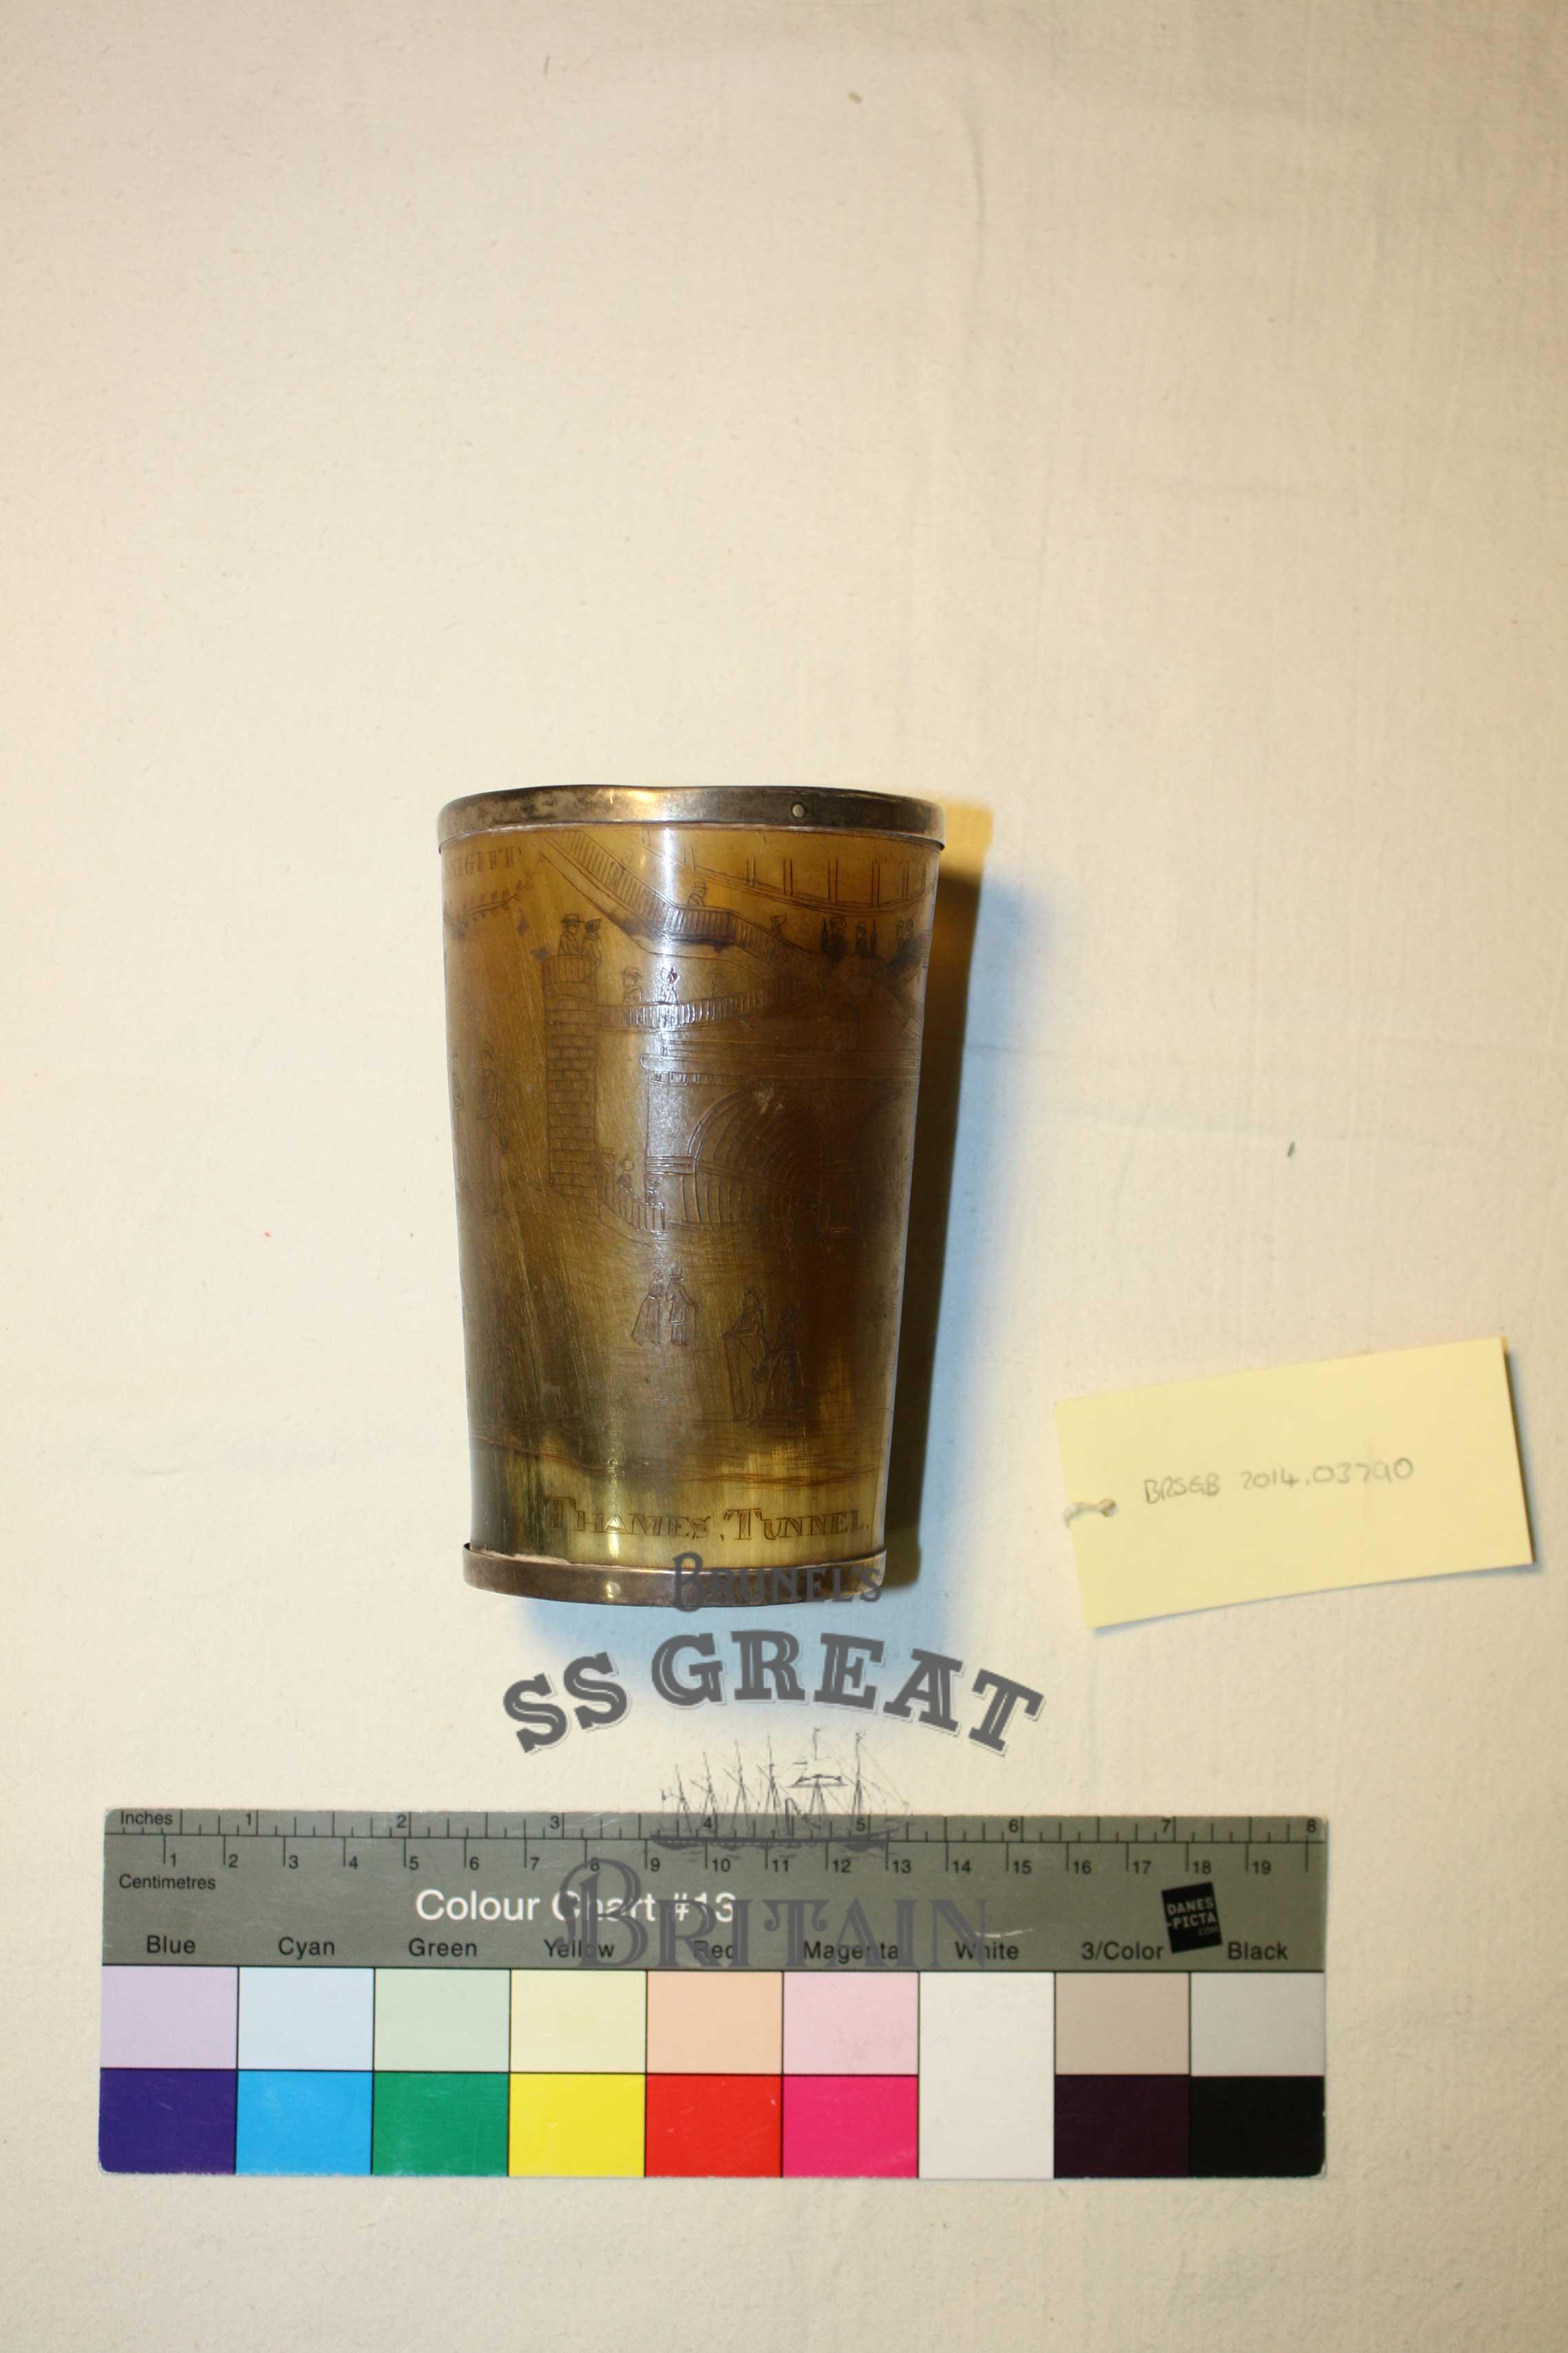 THAMES TUNNEL.
BRSGB 2014.03790
BRUNEL'S
SS GREAT
BRITAIN
Inches 1 2 3 4 5 6 7 8
1 2 3 4 5 6 7 8 9 10 11 12 13 14 15 16 17 18 19
Centimetres
Colour Chart #13
DANES
-PICTA
.COM
Blue Cyan Green Yellow Red Magenta White 3/Color Black